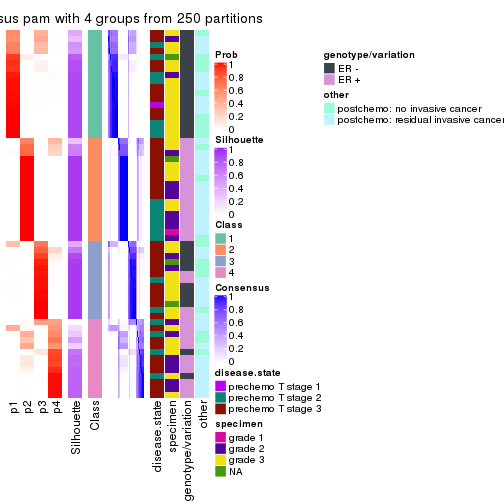 sus pam with 4 groups from 250 partitions
Prob
1
0.8
0.6
0.4
0.2
0
Silhouette
1
0.8
0.6
0.4
0.2
0
Class
1
2
3
4
Consensus
1
0.8
0.6
0.4
0.2
0
disease.state
prechemo T stage 1
prechemo T stage 2
prechemo T stage 3
specimen
grade 1
grade 2
grade 3
NA
genotype/variation
ER -
ER +
other
postchemo: no invasive cancer
postchemo: residual invasive cancer
p1
p2
p3
p4
Silhouette
Class
disease.state
specimen
genotype/variation
other